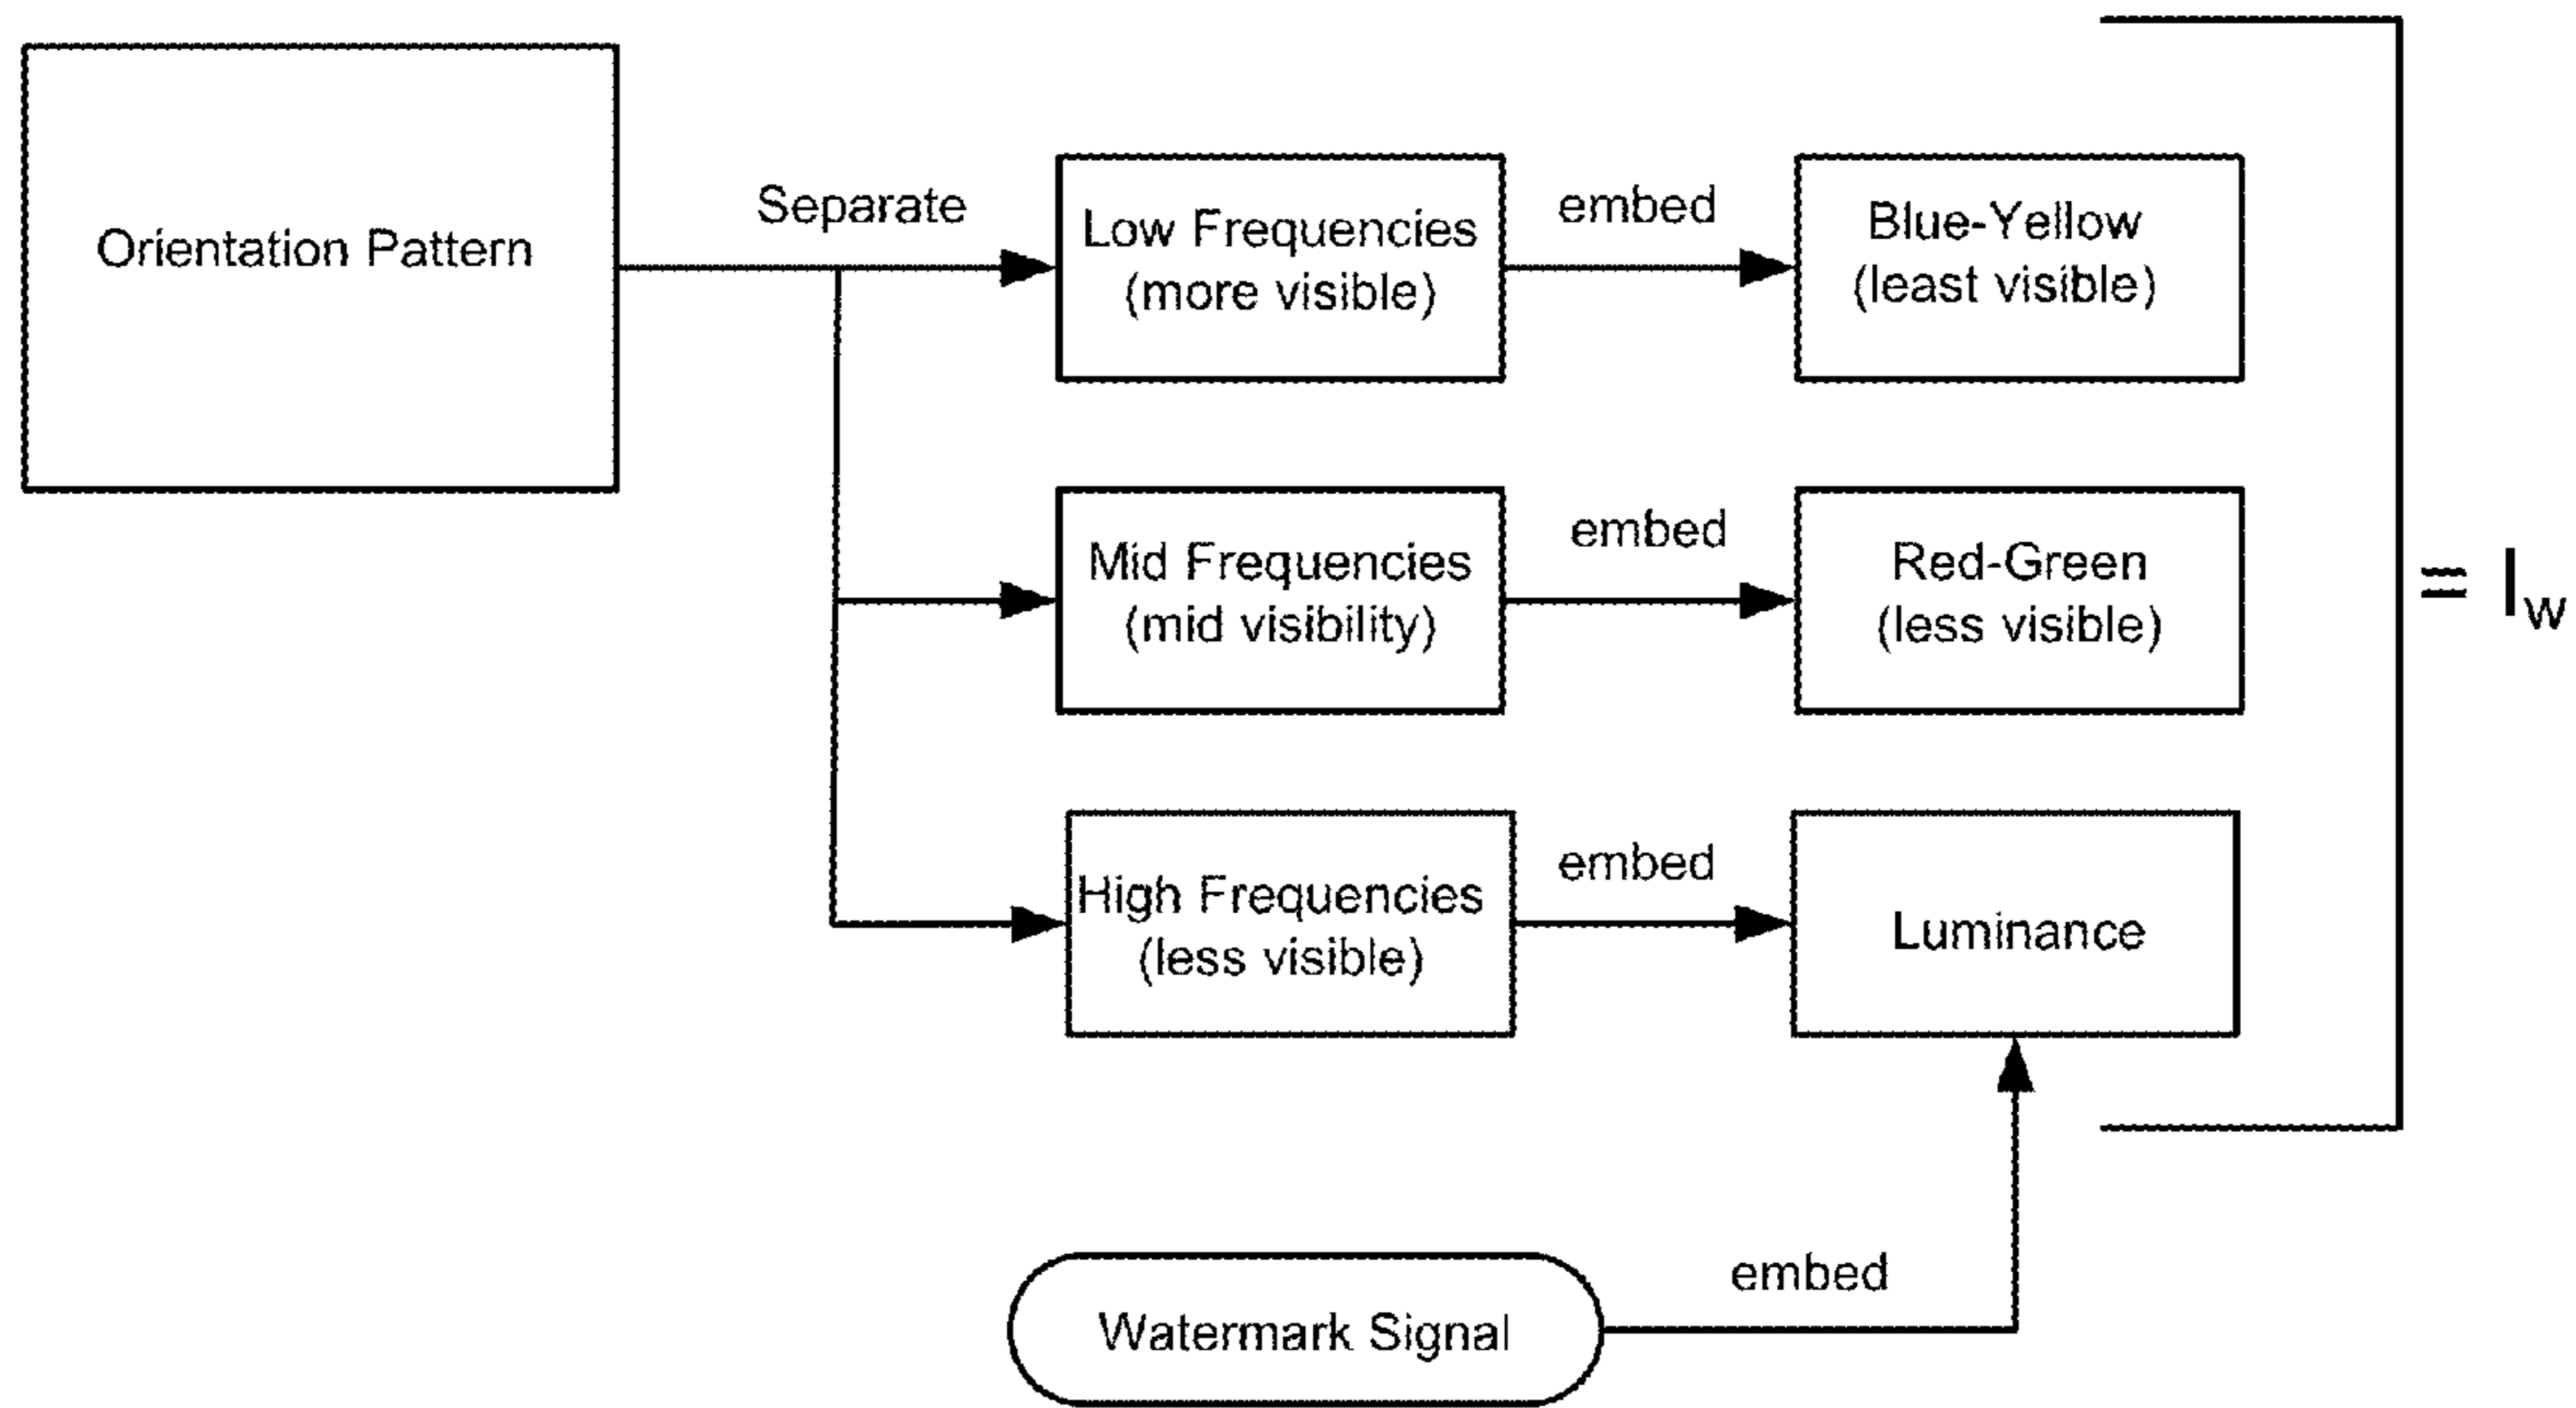 Orientation Pattern
Separate
Low Frequencies
(more visible)
embed
Blue-Yellow
(least visible)
Mid Frequencies
(mid visibility)
embed
Red-Green
(less visible)
= Iw
High Frequencies
(less visible)
embed
Luminance
Watermark Signal
embed